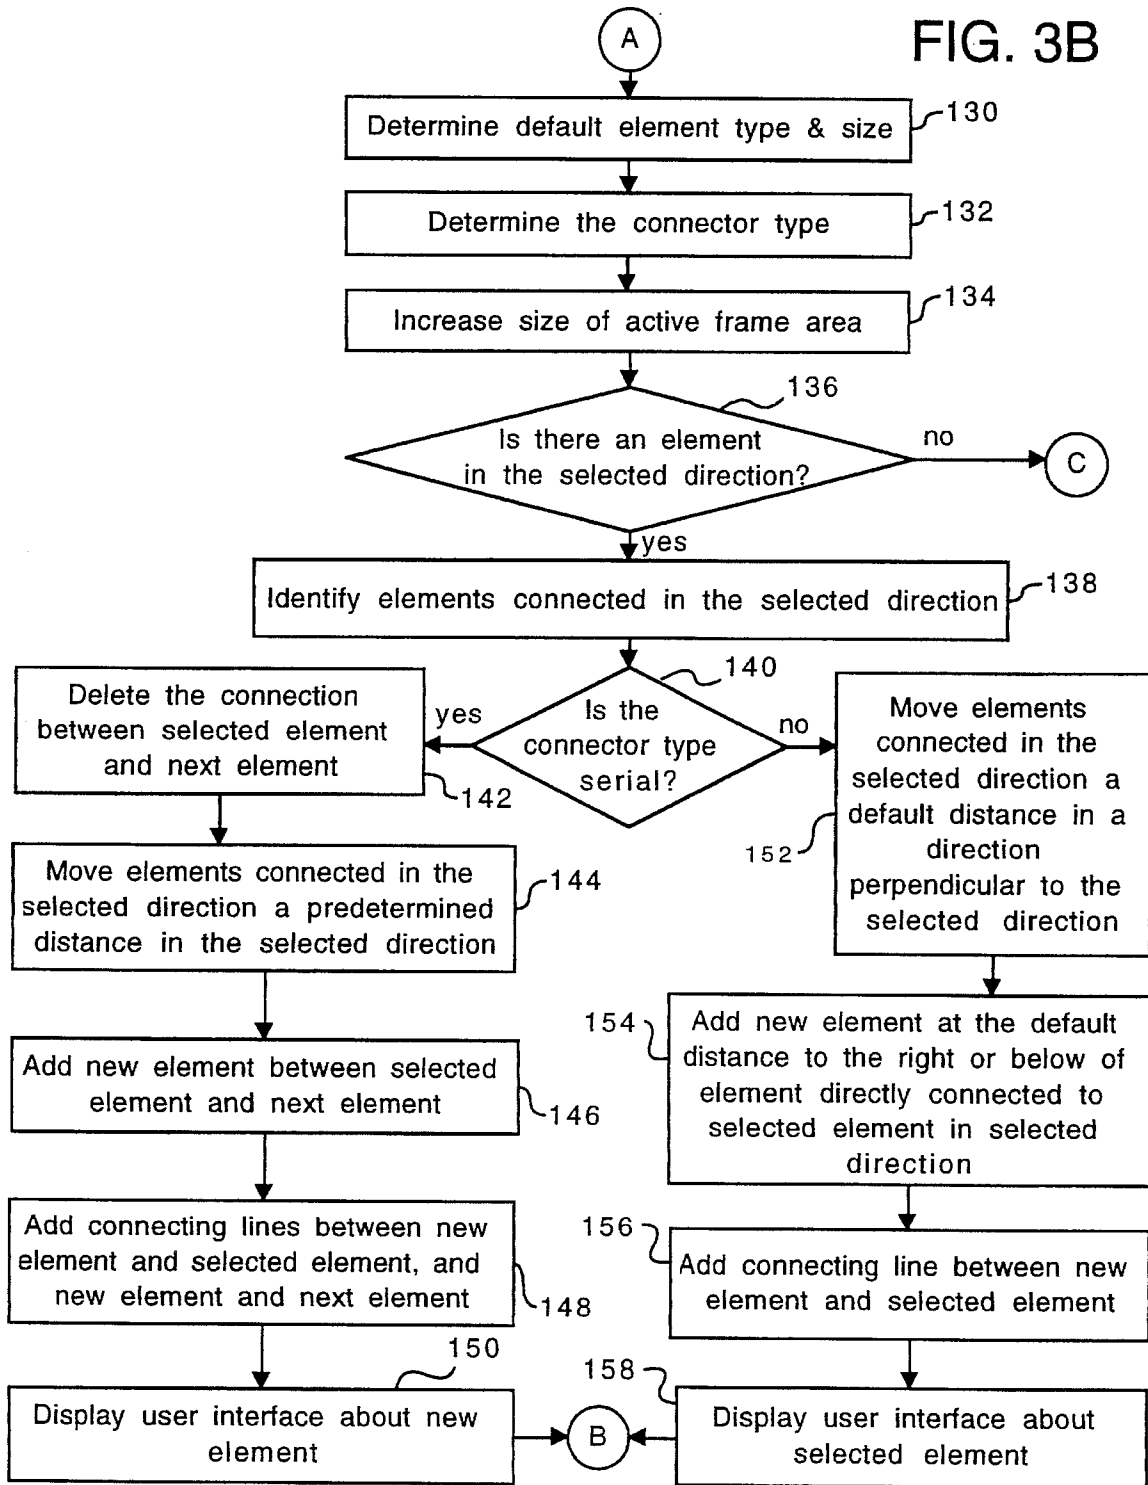 A
FIG. 3B
Determine default element type & size
130
Determine the connector type
132
Increase size of active frame area
134
136
Is there an element
in the selected direction?
no
C
yes
Identify elements connected in the selected direction
138
140
Is the
connector type
serial?
yes
no
Delete the connection
between selected element
and next element
142
Move elements
connected in the
selected direction a
default distance in a
direction
perpendicular to the
selected direction
152
Move elements connected in the
selected direction a predetermined
distance in the selected direction
144
154
Add new element at the default
distance to the right or below of
element directly connected to
selected element in selected
direction
Add new element between selected
element and next element
146
Add connecting lines between new
element and selected element, and
new element and next element
148
156
Add connecting line between new
element and selected element
150
Display user interface about new
element
B
158
Display user interface about
selected element